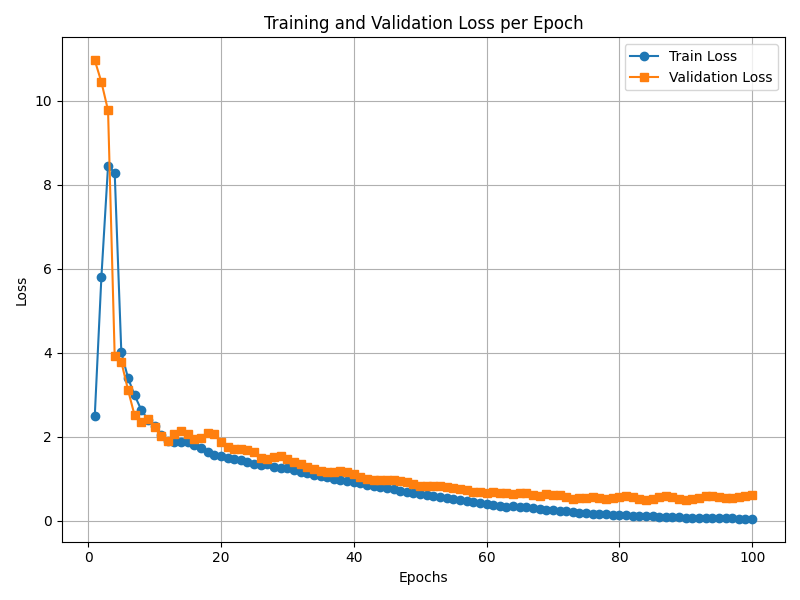 Training and Validation Loss per Epoch
Train Loss
Validation Loss
10
8
6
4
2
0
Loss
0 20 40 60 80 100
Epochs